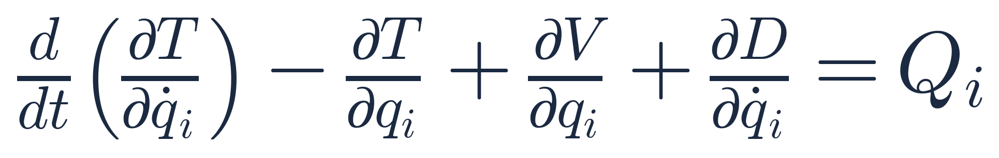 \frac{d}{dt}\left(\frac{\partial T}{\partial \dot{q}_i}\right) - \frac{\partial T}{\partial q_i} + \frac{\partial V}{\partial q_i} + \frac{\partial D}{\partial \dot{q}_i} = Q_i